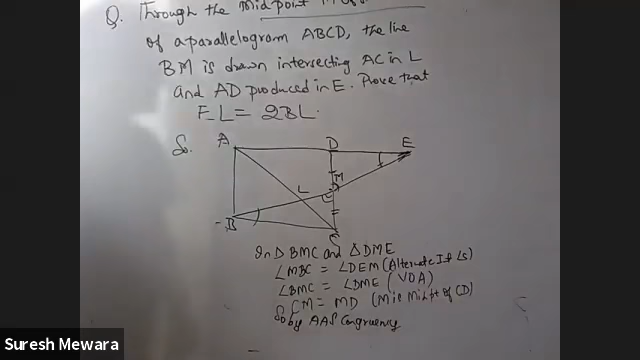 Q. Through the Midpoint M of
of a parallelogram ABCD, the line
BM is drawn intersecting AC in L
and AD produced in E. Prove that
EL = 2BL.
So.
A D E
M
L
B
C
In Δ BMC and Δ DME
∠MBC = ∠DEM (Alternate Int ∠s)
∠BMC = ∠DME (VOA)
CM = MD (M is Midpt of CD)
So by AAS Congruency
Suresh Mewara